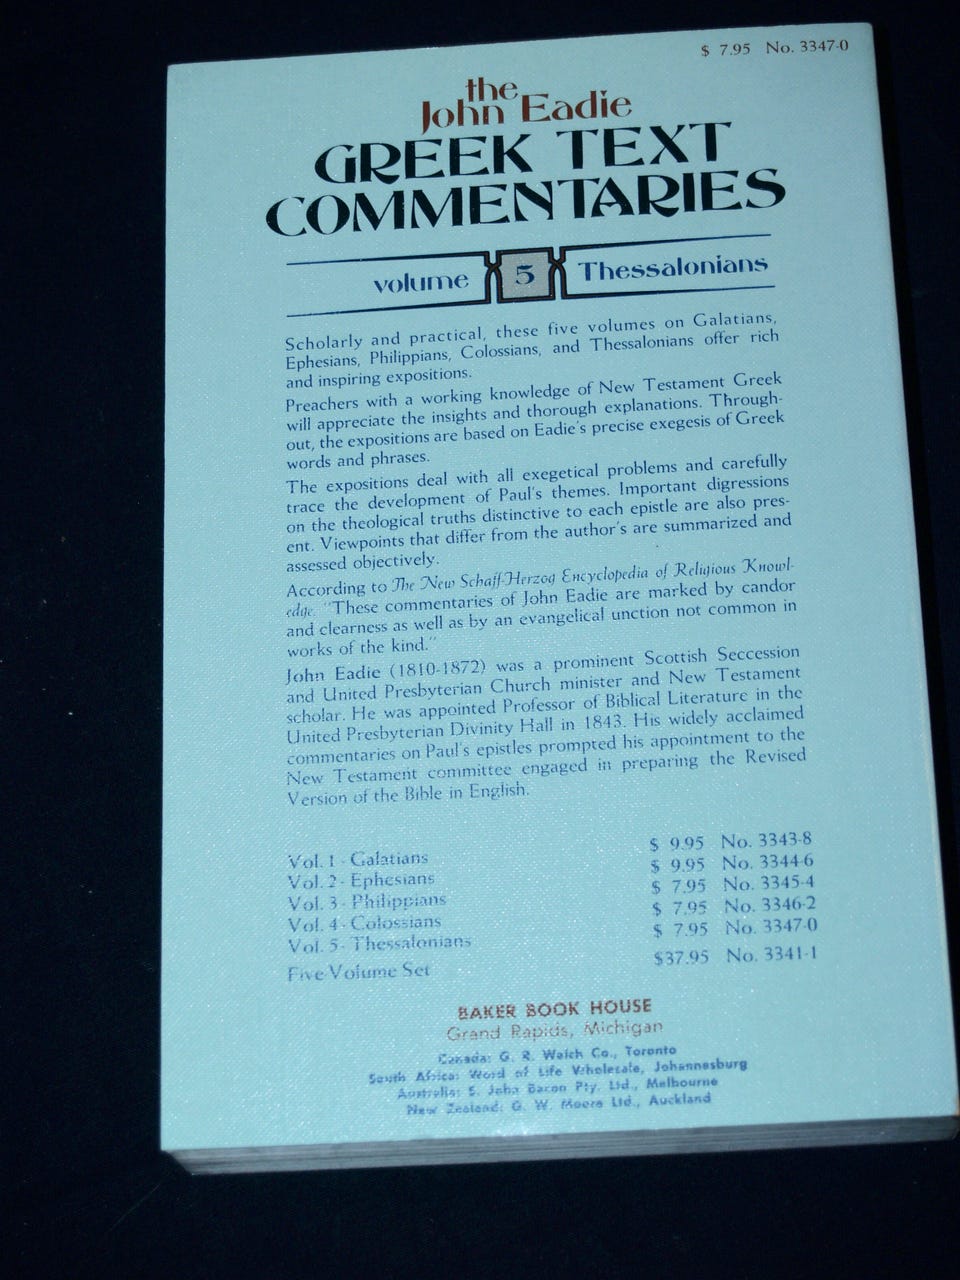 $ 7.95 No. 3347-0
the
John Eadie
GREEK TEXT
COMMENTARIES
volume 5 Thessalonians
Scholarly and practical, these five volumes on Galatians,
Ephesians, Philippians, Colossians, and Thessalonians offer rich
and inspiring expositions.
Preachers with a working knowledge of New Testament Greek
will appreciate the insights and thorough explanations. Through-
out, the expositions are based on Eadie's precise exegesis of Greek
words and phrases.
The expositions deal with all exegetical problems and carefully
trace the development of Paul's themes. Important digressions
on the theological truths distinctive to each epistle are also pres-
ent. Viewpoints that differ from the author's are summarized and
assessed objectively.
According to The New Schaff-Herzog Encyclopedia of Religious Knowl-
edge, "These commentaries of John Eadie are marked by candor
and clearness as well as by an evangelical unction not common in
works of the kind."
John Eadie (1810-1872) was a prominent Scottish Seccession
and United Presbyterian Church minister and New Testament
scholar. He was appointed Professor of Biblical Literature in the
United Presbyterian Divinity Hall in 1843. His widely acclaimed
commentaries on Paul's epistles prompted his appointment to the
New Testament committee engaged in preparing the Revised
Version of the Bible in English.
Vol. 1 - Galatians $ 9.95 No. 3343-8
Vol. 2 - Ephesians $ 9.95 No. 3344-6
Vol. 3 - Philippians $ 7.95 No. 3345-4
Vol. 4 - Colossians $ 7.95 No. 3346-2
Vol. 5 - Thessalonians $ 7.95 No. 3347-0
Five Volume Set $37.95 No. 3341-1
BAKER BOOK HOUSE
Grand Rapids, Michigan
Canada: G. R. Welch Co., Toronto
South Africa: Word of Life Wholesale, Johannesburg
Australia: S. John Bacon Pty. Ltd., Melbourne
New Zealand: G. W. Moore Ltd., Auckland